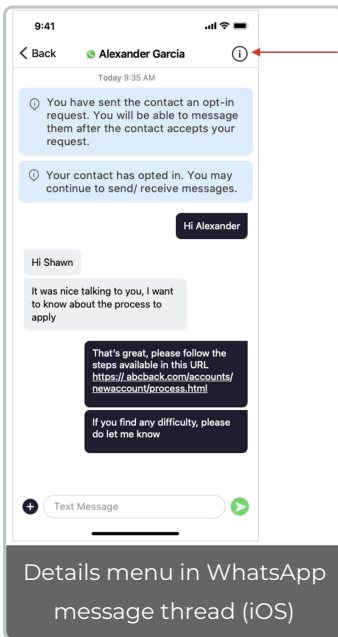 9:41
Back
Alexander Garcia
Today 9:35 AM
You have sent the contact an opt-in
request. You will be able to message
them after the contact accepts your
request.
Your contact has opted in. You may
continue to send/ receive messages.
Hi Alexander
Hi Shawn
It was nice talking to you, I want
to know about the process to
apply
That's great, please follow the
steps available in this URL
https:// abcback.com/accounts/
newaccount/process.html
If you find any difficulty, please
do let me know
Text Message
Details menu in WhatsApp
message thread (iOS)